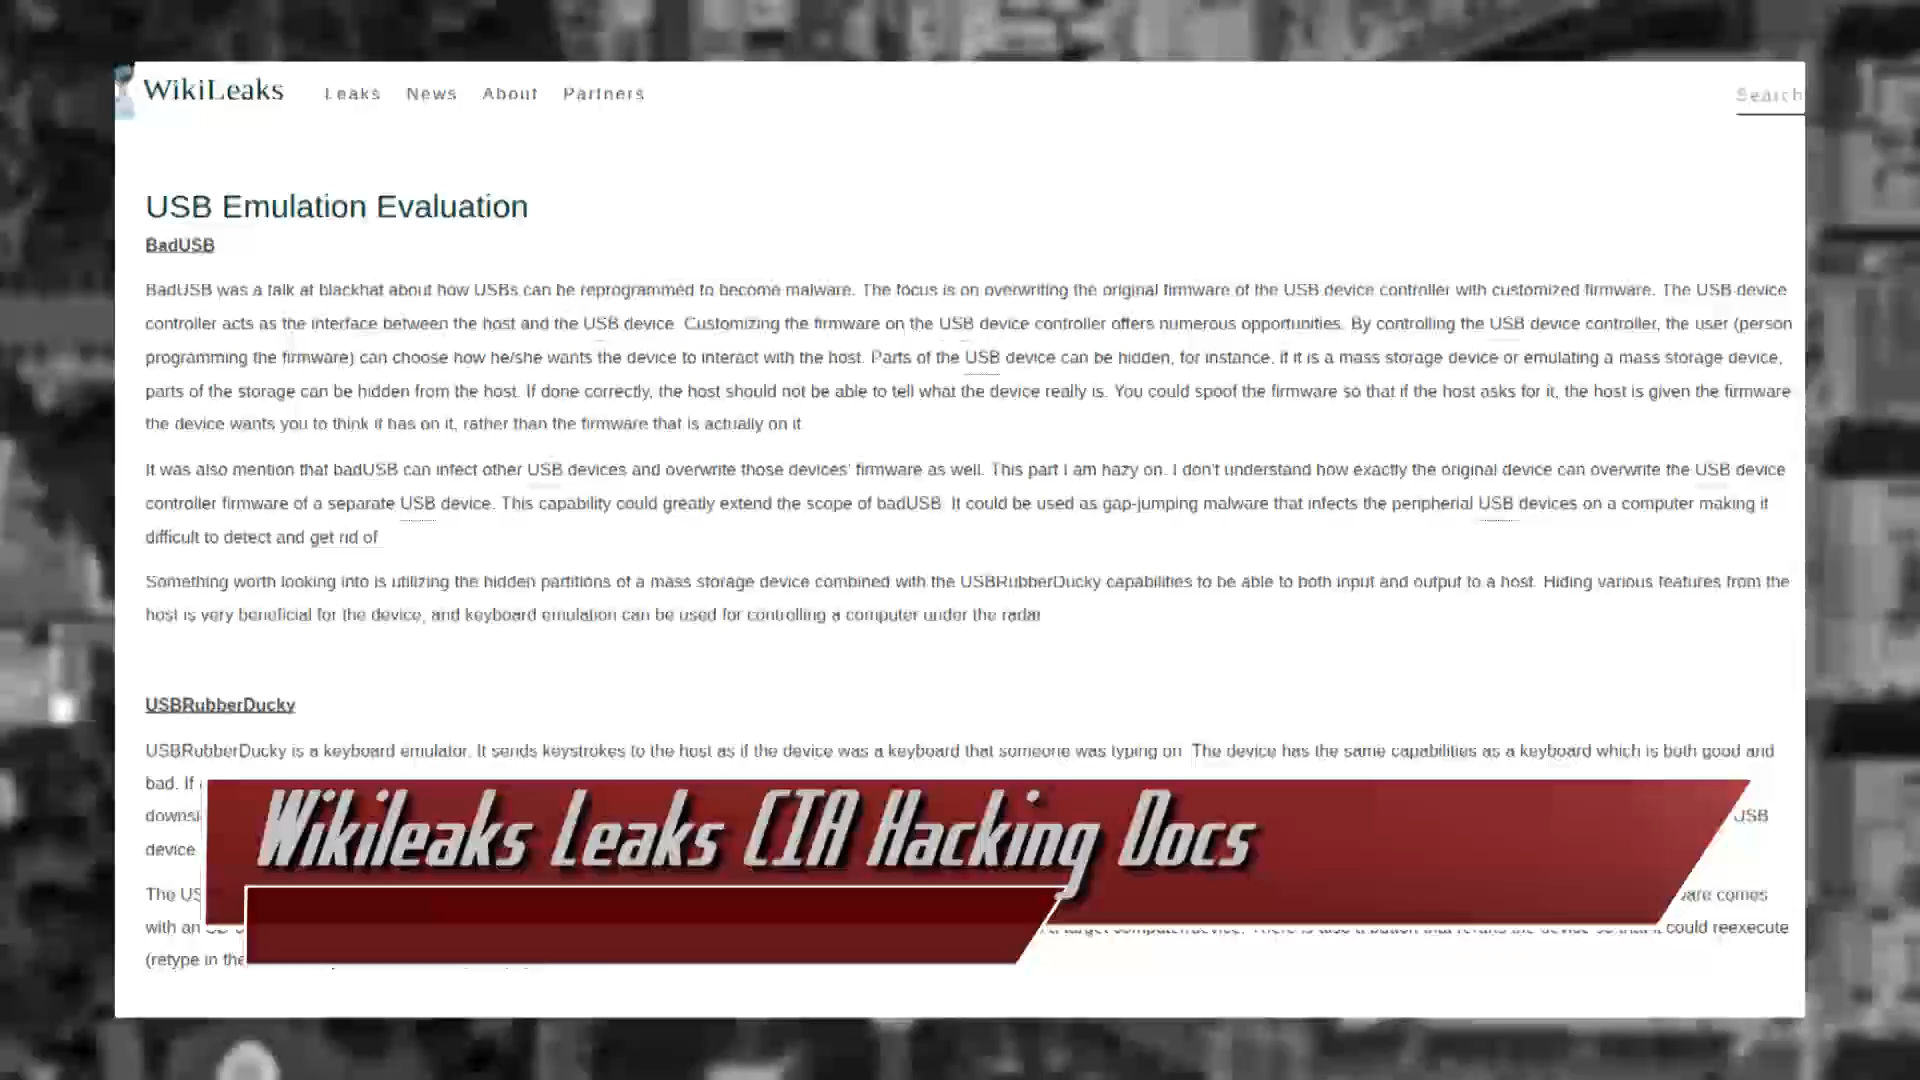 WikiLeaks Leaks News About Partners Search
USB Emulation Evaluation
BadUSB
BadUSB was a talk at blackhat about how USBs can be reprogrammed to become malware. The focus is on overwriting the original firmware of the USB device controller with customized firmware. The USB device
controller acts as the interface between the host and the USB device. Customizing the firmware on the USB device controller offers numerous opportunities. By controlling the USB device controller, the user (person
programming the firmware) can choose how he/she wants the device to interact with the host. Parts of the USB device can be hidden, for instance, if it is a mass storage device or emulating a mass storage device,
parts of the storage can be hidden from the host. If done correctly, the host should not be able to tell what the device really is. You could spoof the firmware so that if the host asks for it, the host is given the firmware
the device wants you to think it has on it, rather than the firmware that is actually on it
It was also mention that badUSB can infect other USB devices and overwrite those devices' firmware as well. This part I am hazy on. I don't understand how exactly the original device can overwrite the USB device
controller firmware of a separate USB device. This capability could greatly extend the scope of badUSB. It could be used as gap-jumping malware that infects the peripherial USB devices on a computer making it
difficult to detect and get rid of
Something worth looking into is utilizing the hidden partitions of a mass storage device combined with the USBRubberDucky capabilities to be able to both input and output to a host. Hiding various features from the
host is very beneficial for the device, and keyboard emulation can be used for controlling a computer under the radar
USBRubberDucky
USBRubberDucky is a keyboard emulator. It sends keystrokes to the host as if the device was a keyboard that someone was typing on. The device has the same capabilities as a keyboard which is both good and
bad. If
USB
device
The
comes
with an could reexecute
(retype in the
Wikileaks Leaks CIA Hacking Docs